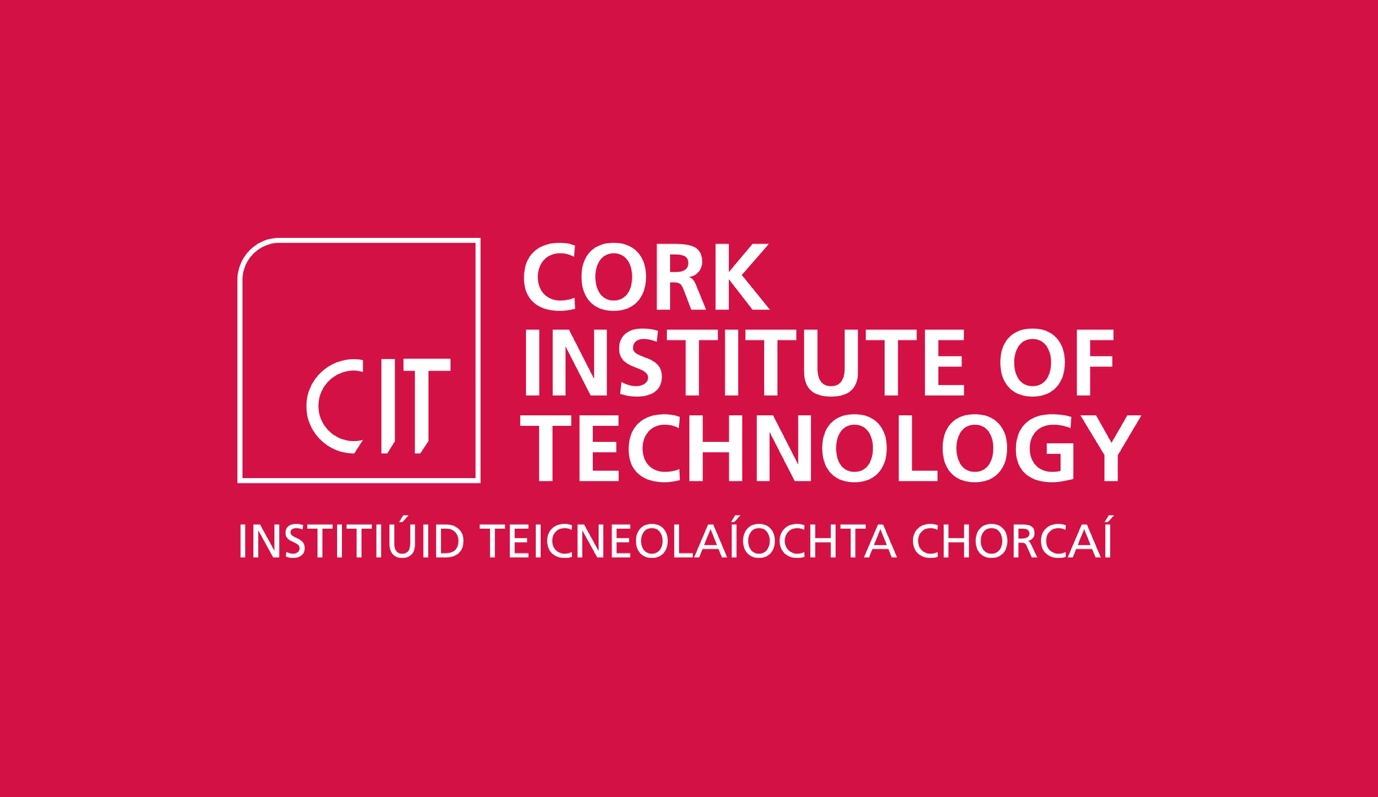 CIT
CORK
INSTITUTE OF
TECHNOLOGY
INSTITIÚID TEICNEOLAÍOCHTA CHORCAÍ